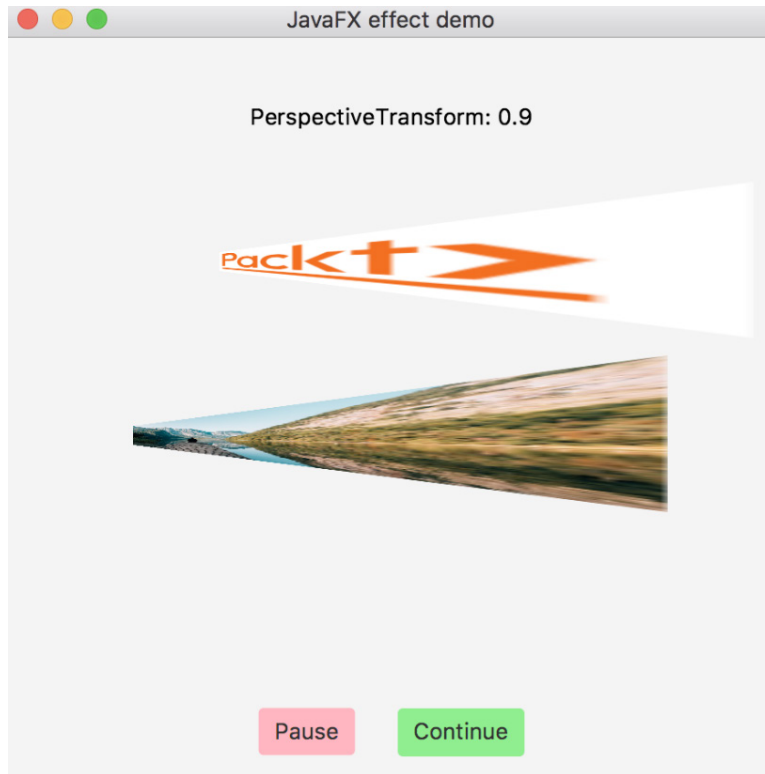 JavaFX effect demo
PerspectiveTransform: 0.9
Packt
Pause
Continue